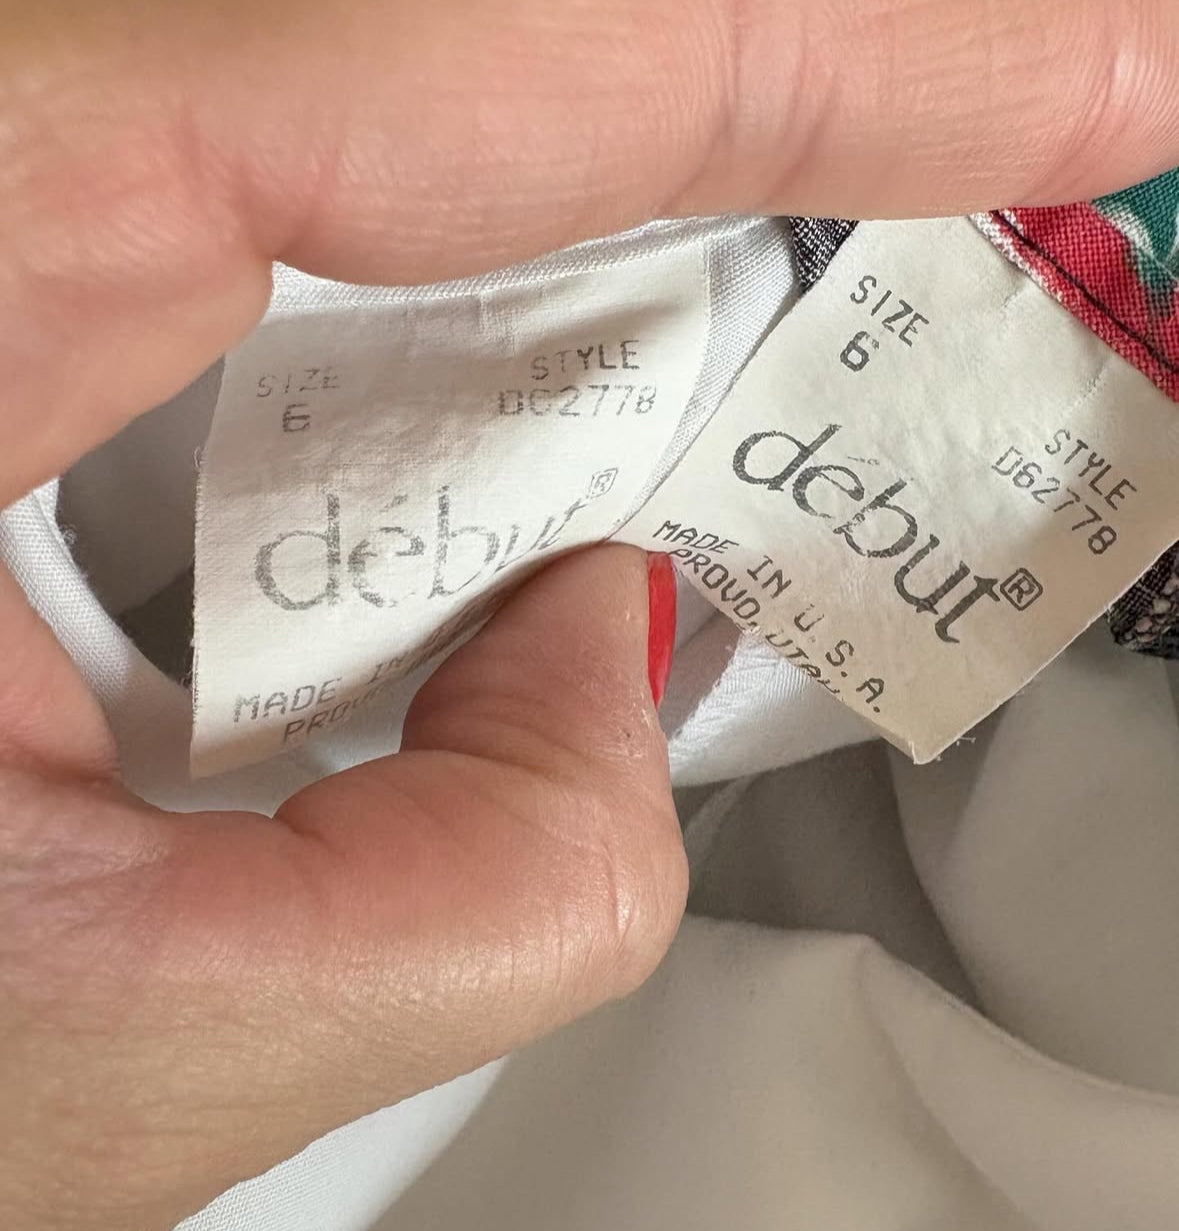 SIZE
6
STYLE
D62778
début®
MADE IN
SIZE
6
STYLE
D62778
début®
MADE IN U.S.A.
PROVO, UTAH